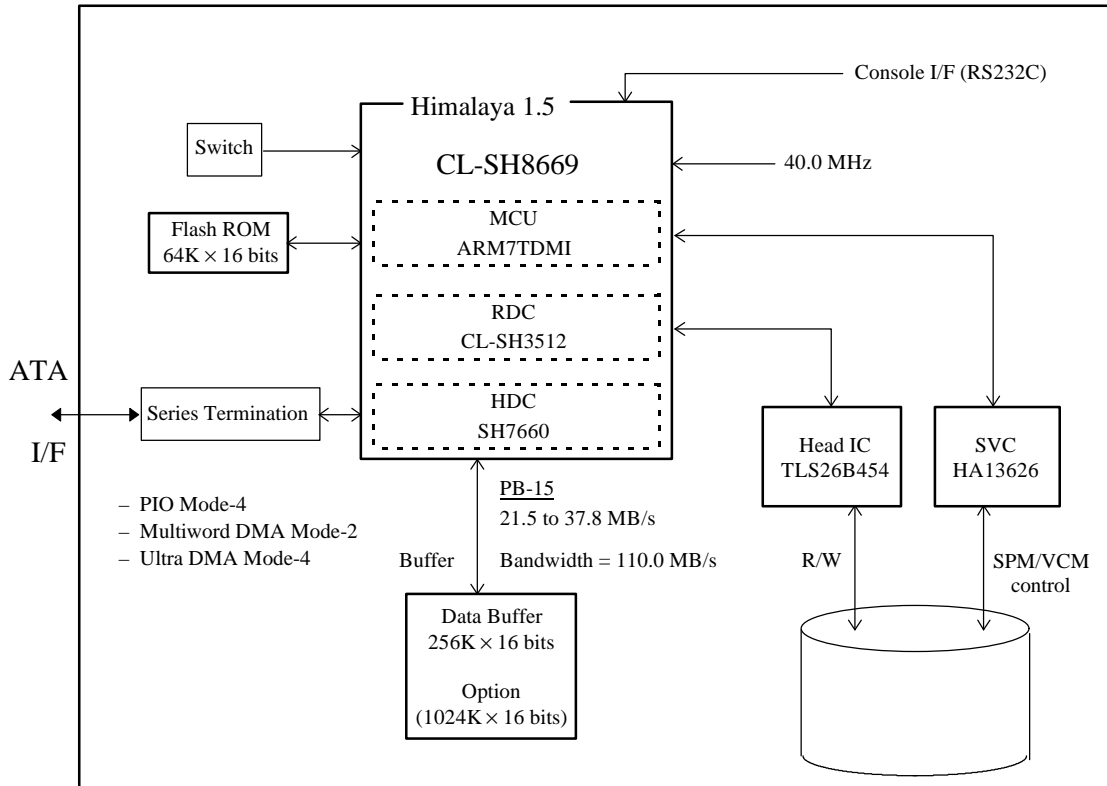 Console I/F (RS232C)
Himalaya 1.5
Switch
CL-SH8669
40.0 MHz
MCU
ARM7TDMI
Flash ROM
64K × 16 bits
RDC
CL-SH3512
ATA
I/F
Series Termination
HDC
SH7660
Head IC
TLS26B454
SVC
HA13626
– PIO Mode-4
– Multiword DMA Mode-2
– Ultra DMA Mode-4
PB-15
21.5 to 37.8 MB/s
Buffer
Bandwidth = 110.0 MB/s
R/W
SPM/VCM
control
Data Buffer
256K × 16 bits
Option
(1024K × 16 bits)